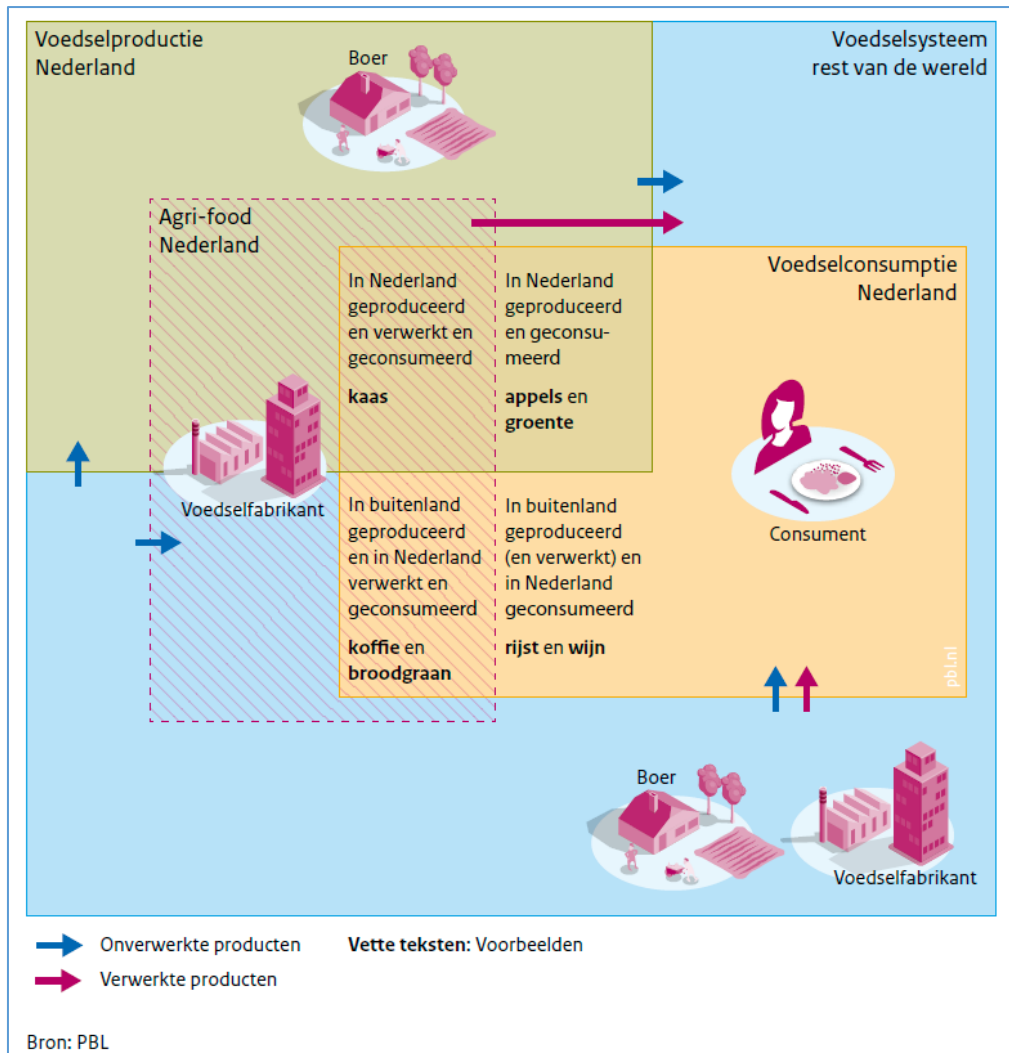 Voedselproductie
Nederland
Voedselsysteem
rest van de wereld
Boer
Agri-food
Nederland
Voedselconsumptie
Nederland
In Nederland
geproduceerd
en verwerkt en
geconsumeerd
kaas
In Nederland
geproduceerd
en geconsu-
meerd
appels en
groente
Voedselfabrikant
Consument
In buitenland
geproduceerd
en in Nederland
verwerkt en
geconsumeerd
koffie en
broodgraan
In buitenland
geproduceerd
(en verwerkt) en
in Nederland
geconsumeerd
rijst en wijn
pbl.nl
Boer
Voedselfabrikant
Onverwerkte producten
Vette teksten: Voorbeelden
Verwerkte producten
Bron: PBL